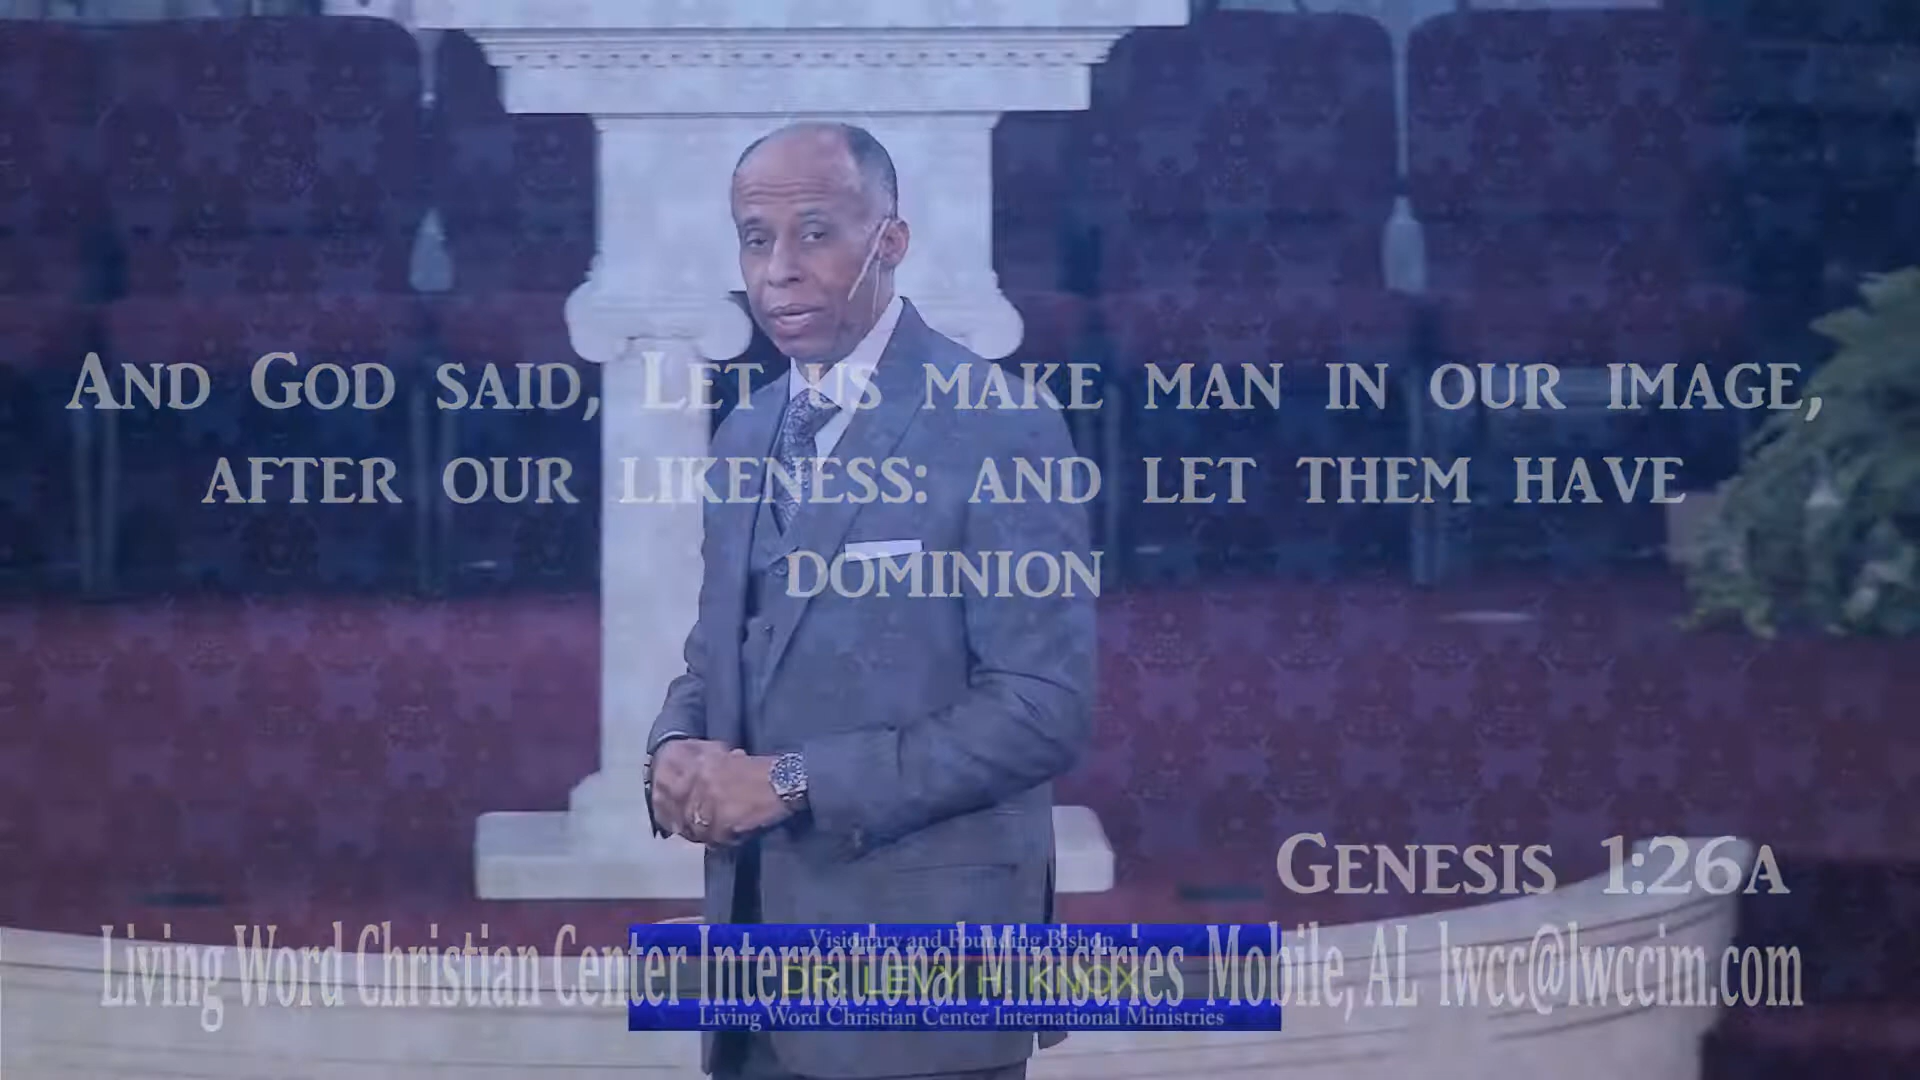 And God said, Let us make man in our image,
after our likeness: and let them have
dominion
Genesis 1:26a
Living Word Christian Center International Ministries Mobile, AL lwcc@lwccim.com
Visionary and Founding Bishop
DR. LEVY H. KNOX
Living Word Christian Center International Ministries